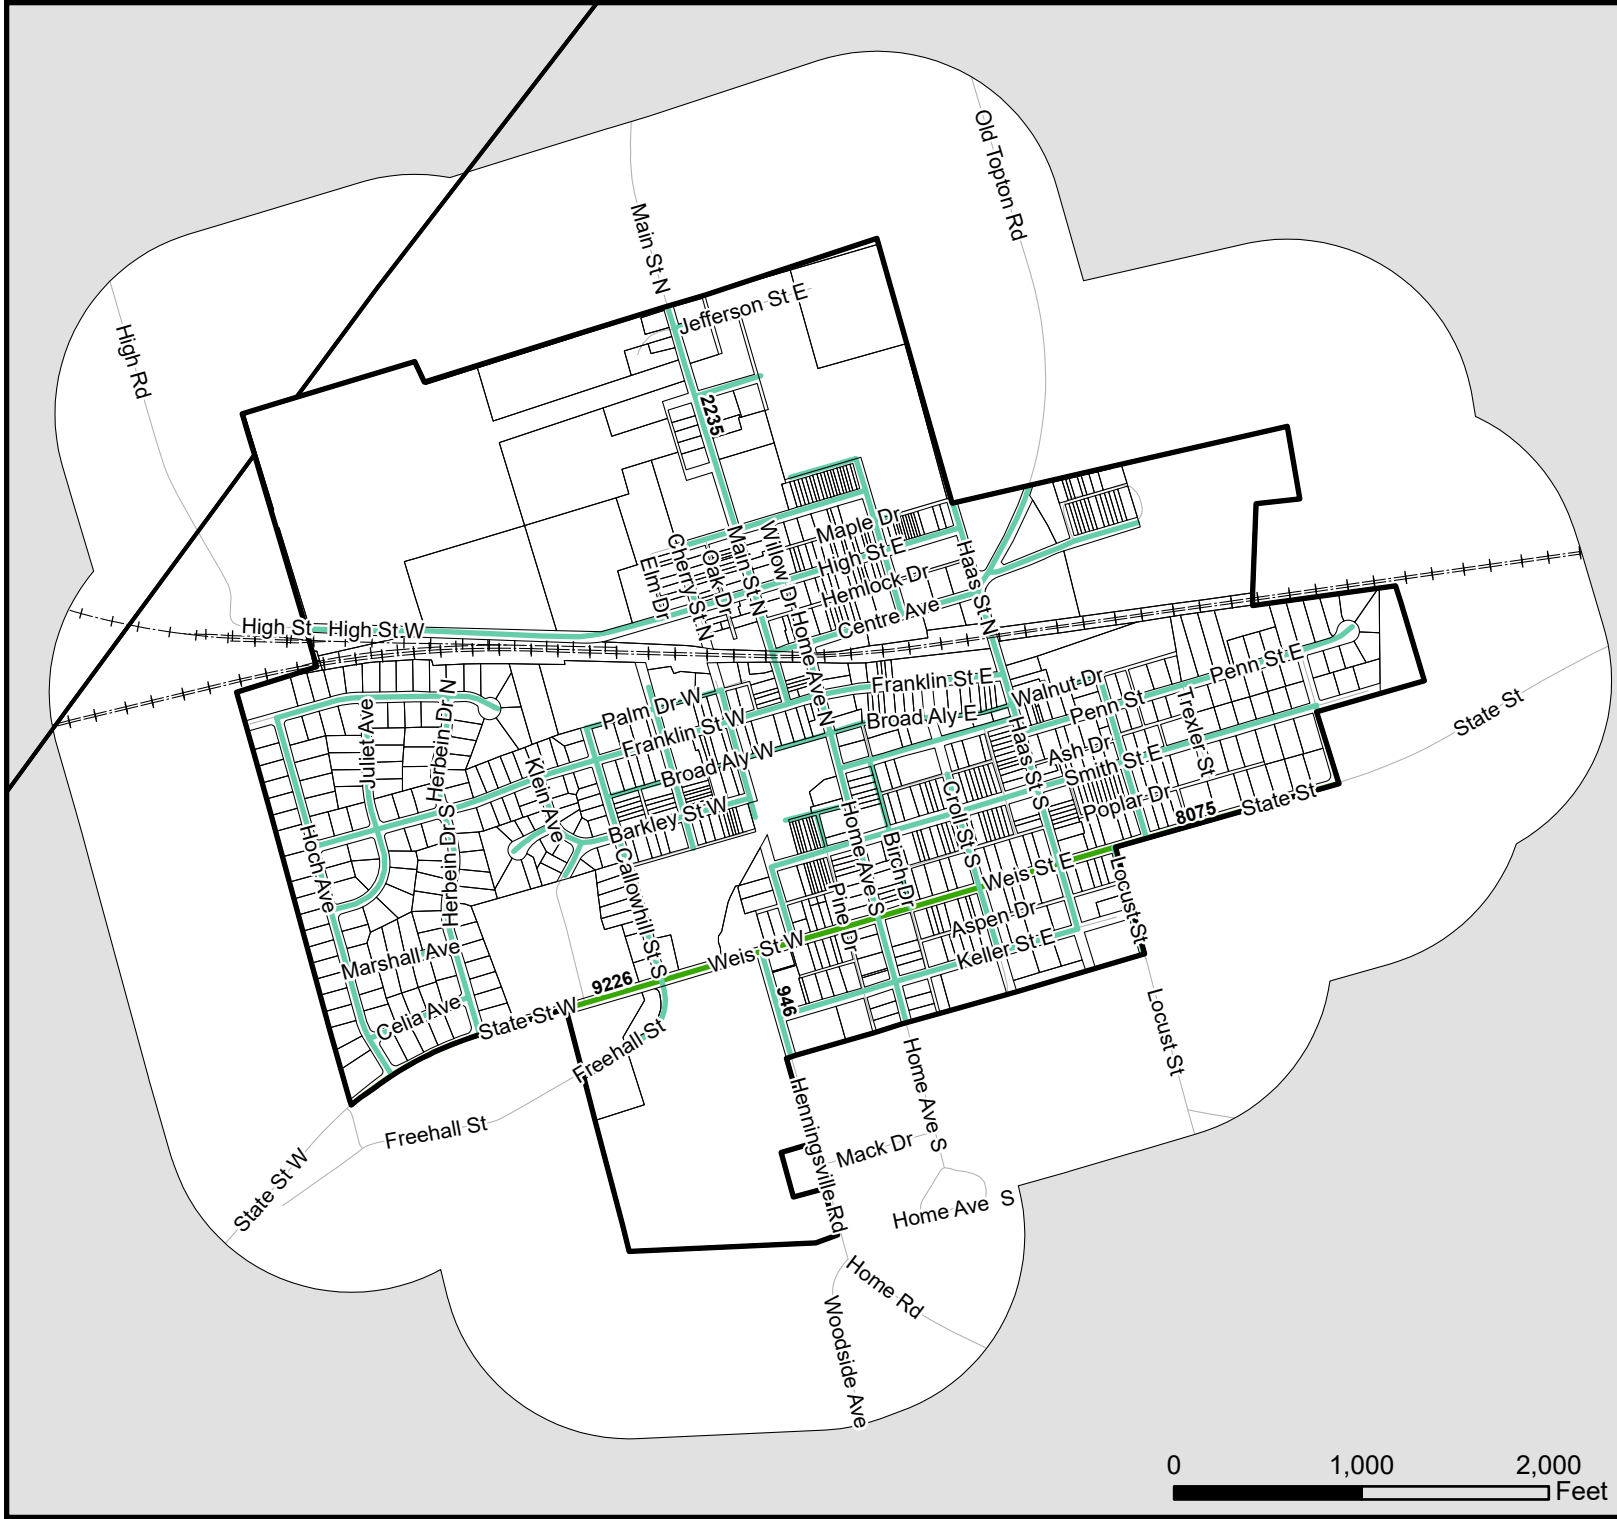 Old Topton Rd
Main St N
Jefferson St E
High Rd
2235
Maple Dr
High St E
Hemlock Dr
Centre Ave
Haas St N
Willow Dr
Main St N
Oak Dr
Cherry St N
Elm Dr
High St
High St W
Home Ave N
Franklin St E
Broad Aly E
Walnut Dr
Penn St
Penn St E
Trexler St
State St
Palm Dr W
Franklin St W
Broad Aly W
Barkley St W
Juliet Ave
Herbein Dr N
Herbein Dr S
Herbein Dr S
Klein Ave
Hoch Ave
Callowhill St S
Haas St S
Ash Dr
Smith St E
Poplar Dr
8075
State St
Croll St S
Home Ave S
Birch Dr
Pine Dr
Weis St E
Locust St
Aspen Dr
Keller St E
Weis St W
9226
946
Marshall Ave
Celia Ave
State St W
Freehall St
Freehall St
State St W
Henningsville Rd
Home Ave S
Locust St
Mack Dr
Home Ave S
Home Rd
Woodside Ave
0 1,000 2,000
Feet